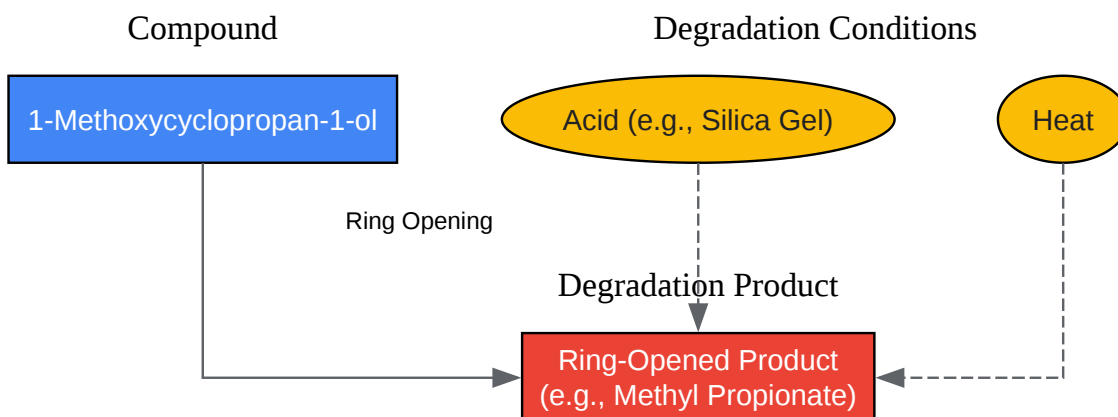 Compound
Degradation Conditions
1-Methoxycyclopropan-1-ol
Acid (e.g., Silica Gel)
Heat
Ring Opening
Degradation Product
Ring-Opened Product
(e.g., Methyl Propionate)